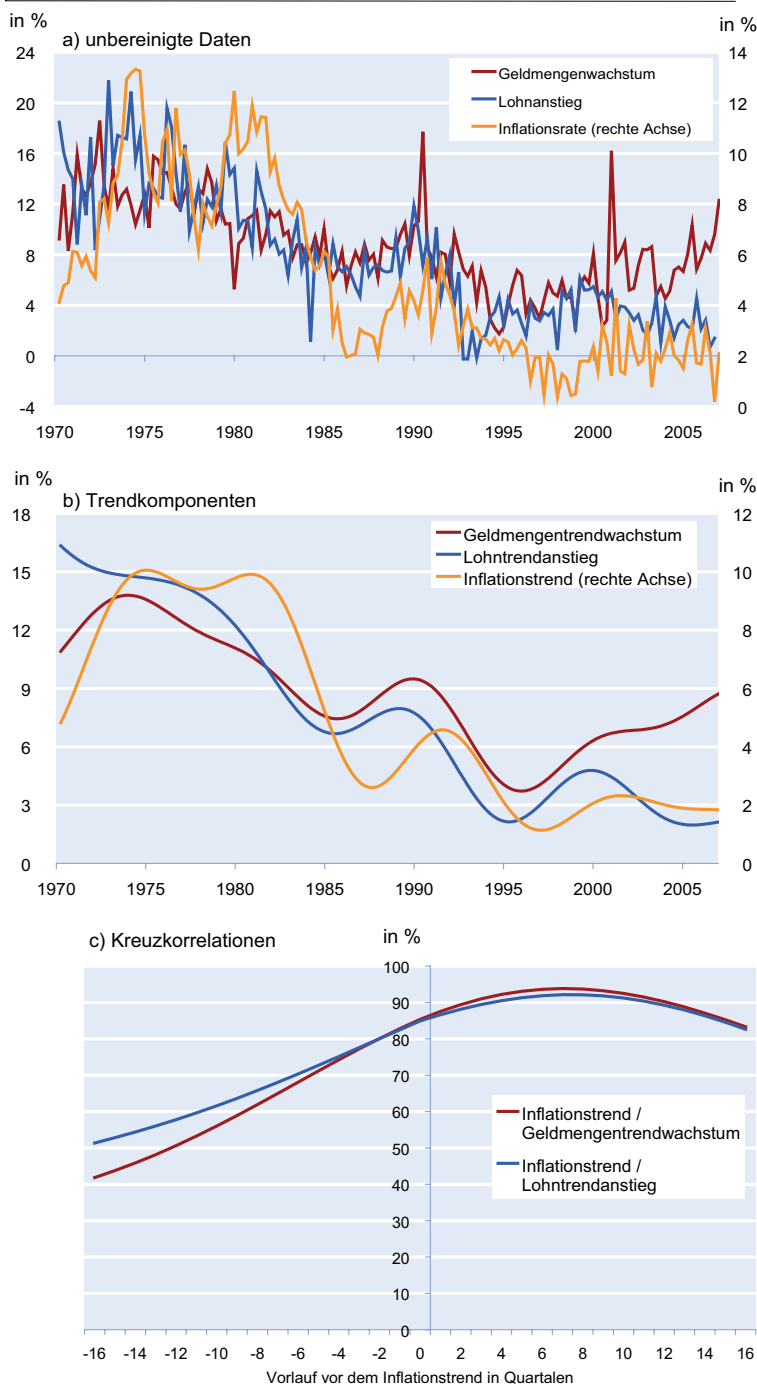 in %
in %
a) unbereinigte Daten
24
20
16
12
8
4
0
-4
14
12
10
8
6
4
2
0
Geldmengenwachstum
Lohnanstieg
Inflationsrate (rechte Achse)
1970 1975 1980 1985 1990 1995 2000 2005
in %
in %
b) Trendkomponenten
18
15
12
9
6
3
0
12
10
8
6
4
2
0
Geldmengentrendwachstum
Lohntrendanstieg
Inflationstrend (rechte Achse)
1970 1975 1980 1985 1990 1995 2000 2005
c) Kreuzkorrelationen
in %
100
90
80
70
60
50
40
30
20
10
0
Inflationstrend /
Geldmengentrendwachstum
Inflationstrend /
Lohntrendanstieg
-16 -14 -12 -10 -8 -6 -4 -2 0 2 4 6 8 10 12 14 16
Vorlauf vor dem Inflationstrend in Quartalen